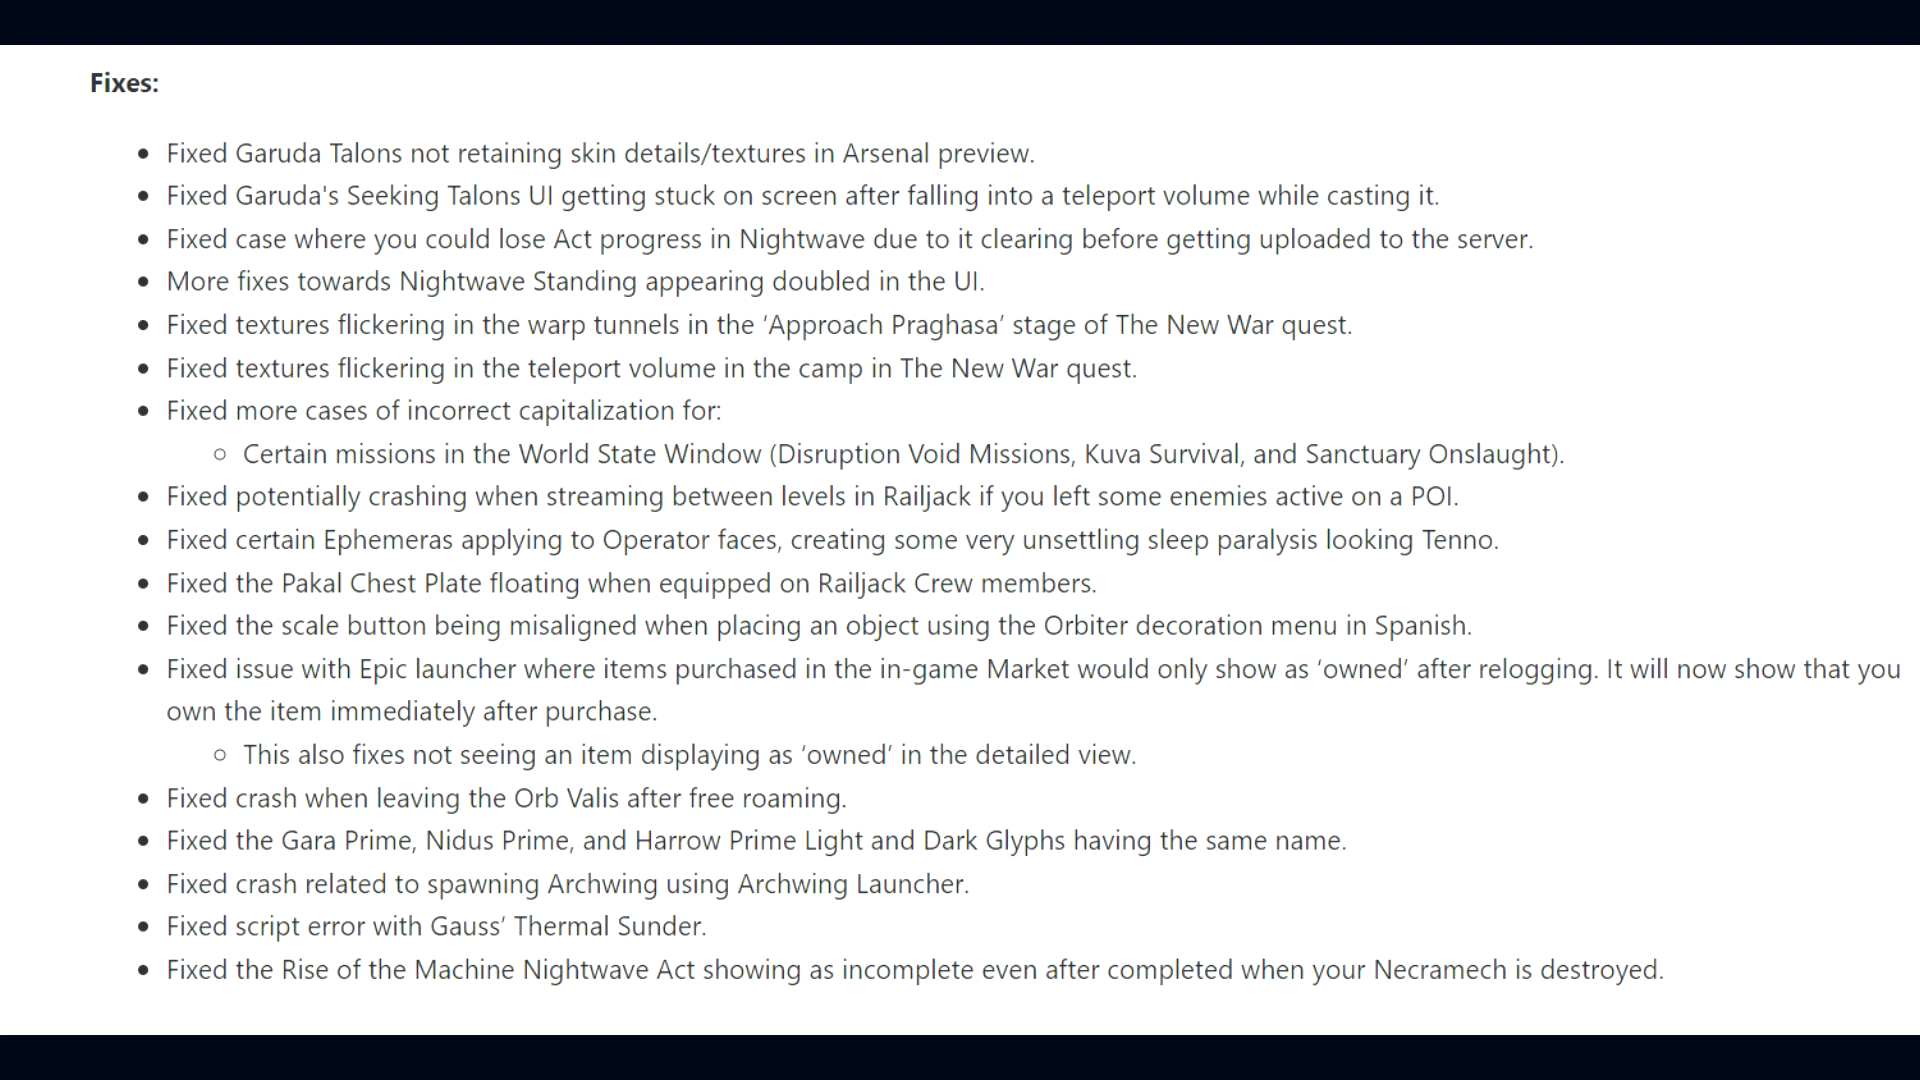 Fixes:
Fixed Garuda Talons not retaining skin details/textures in Arsenal preview.
Fixed Garuda's Seeking Talons UI getting stuck on screen after falling into a teleport volume while casting it.
Fixed case where you could lose Act progress in Nightwave due to it clearing before getting uploaded to the server.
More fixes towards Nightwave Standing appearing doubled in the UI.
Fixed textures flickering in the warp tunnels in the ‘Approach Praghasa’ stage of The New War quest.
Fixed textures flickering in the teleport volume in the camp in The New War quest.
Fixed more cases of incorrect capitalization for:
Certain missions in the World State Window (Disruption Void Missions, Kuva Survival, and Sanctuary Onslaught).
Fixed potentially crashing when streaming between levels in Railjack if you left some enemies active on a POI.
Fixed certain Ephemeras applying to Operator faces, creating some very unsettling sleep paralysis looking Tenno.
Fixed the Pakal Chest Plate floating when equipped on Railjack Crew members.
Fixed the scale button being misaligned when placing an object using the Orbiter decoration menu in Spanish.
Fixed issue with Epic launcher where items purchased in the in-game Market would only show as ‘owned’ after relogging. It will now show that you
own the item immediately after purchase.
This also fixes not seeing an item displaying as ‘owned’ in the detailed view.
Fixed crash when leaving the Orb Valis after free roaming.
Fixed the Gara Prime, Nidus Prime, and Harrow Prime Light and Dark Glyphs having the same name.
Fixed crash related to spawning Archwing using Archwing Launcher.
Fixed script error with Gauss’ Thermal Sunder.
Fixed the Rise of the Machine Nightwave Act showing as incomplete even after completed when your Necramech is destroyed.